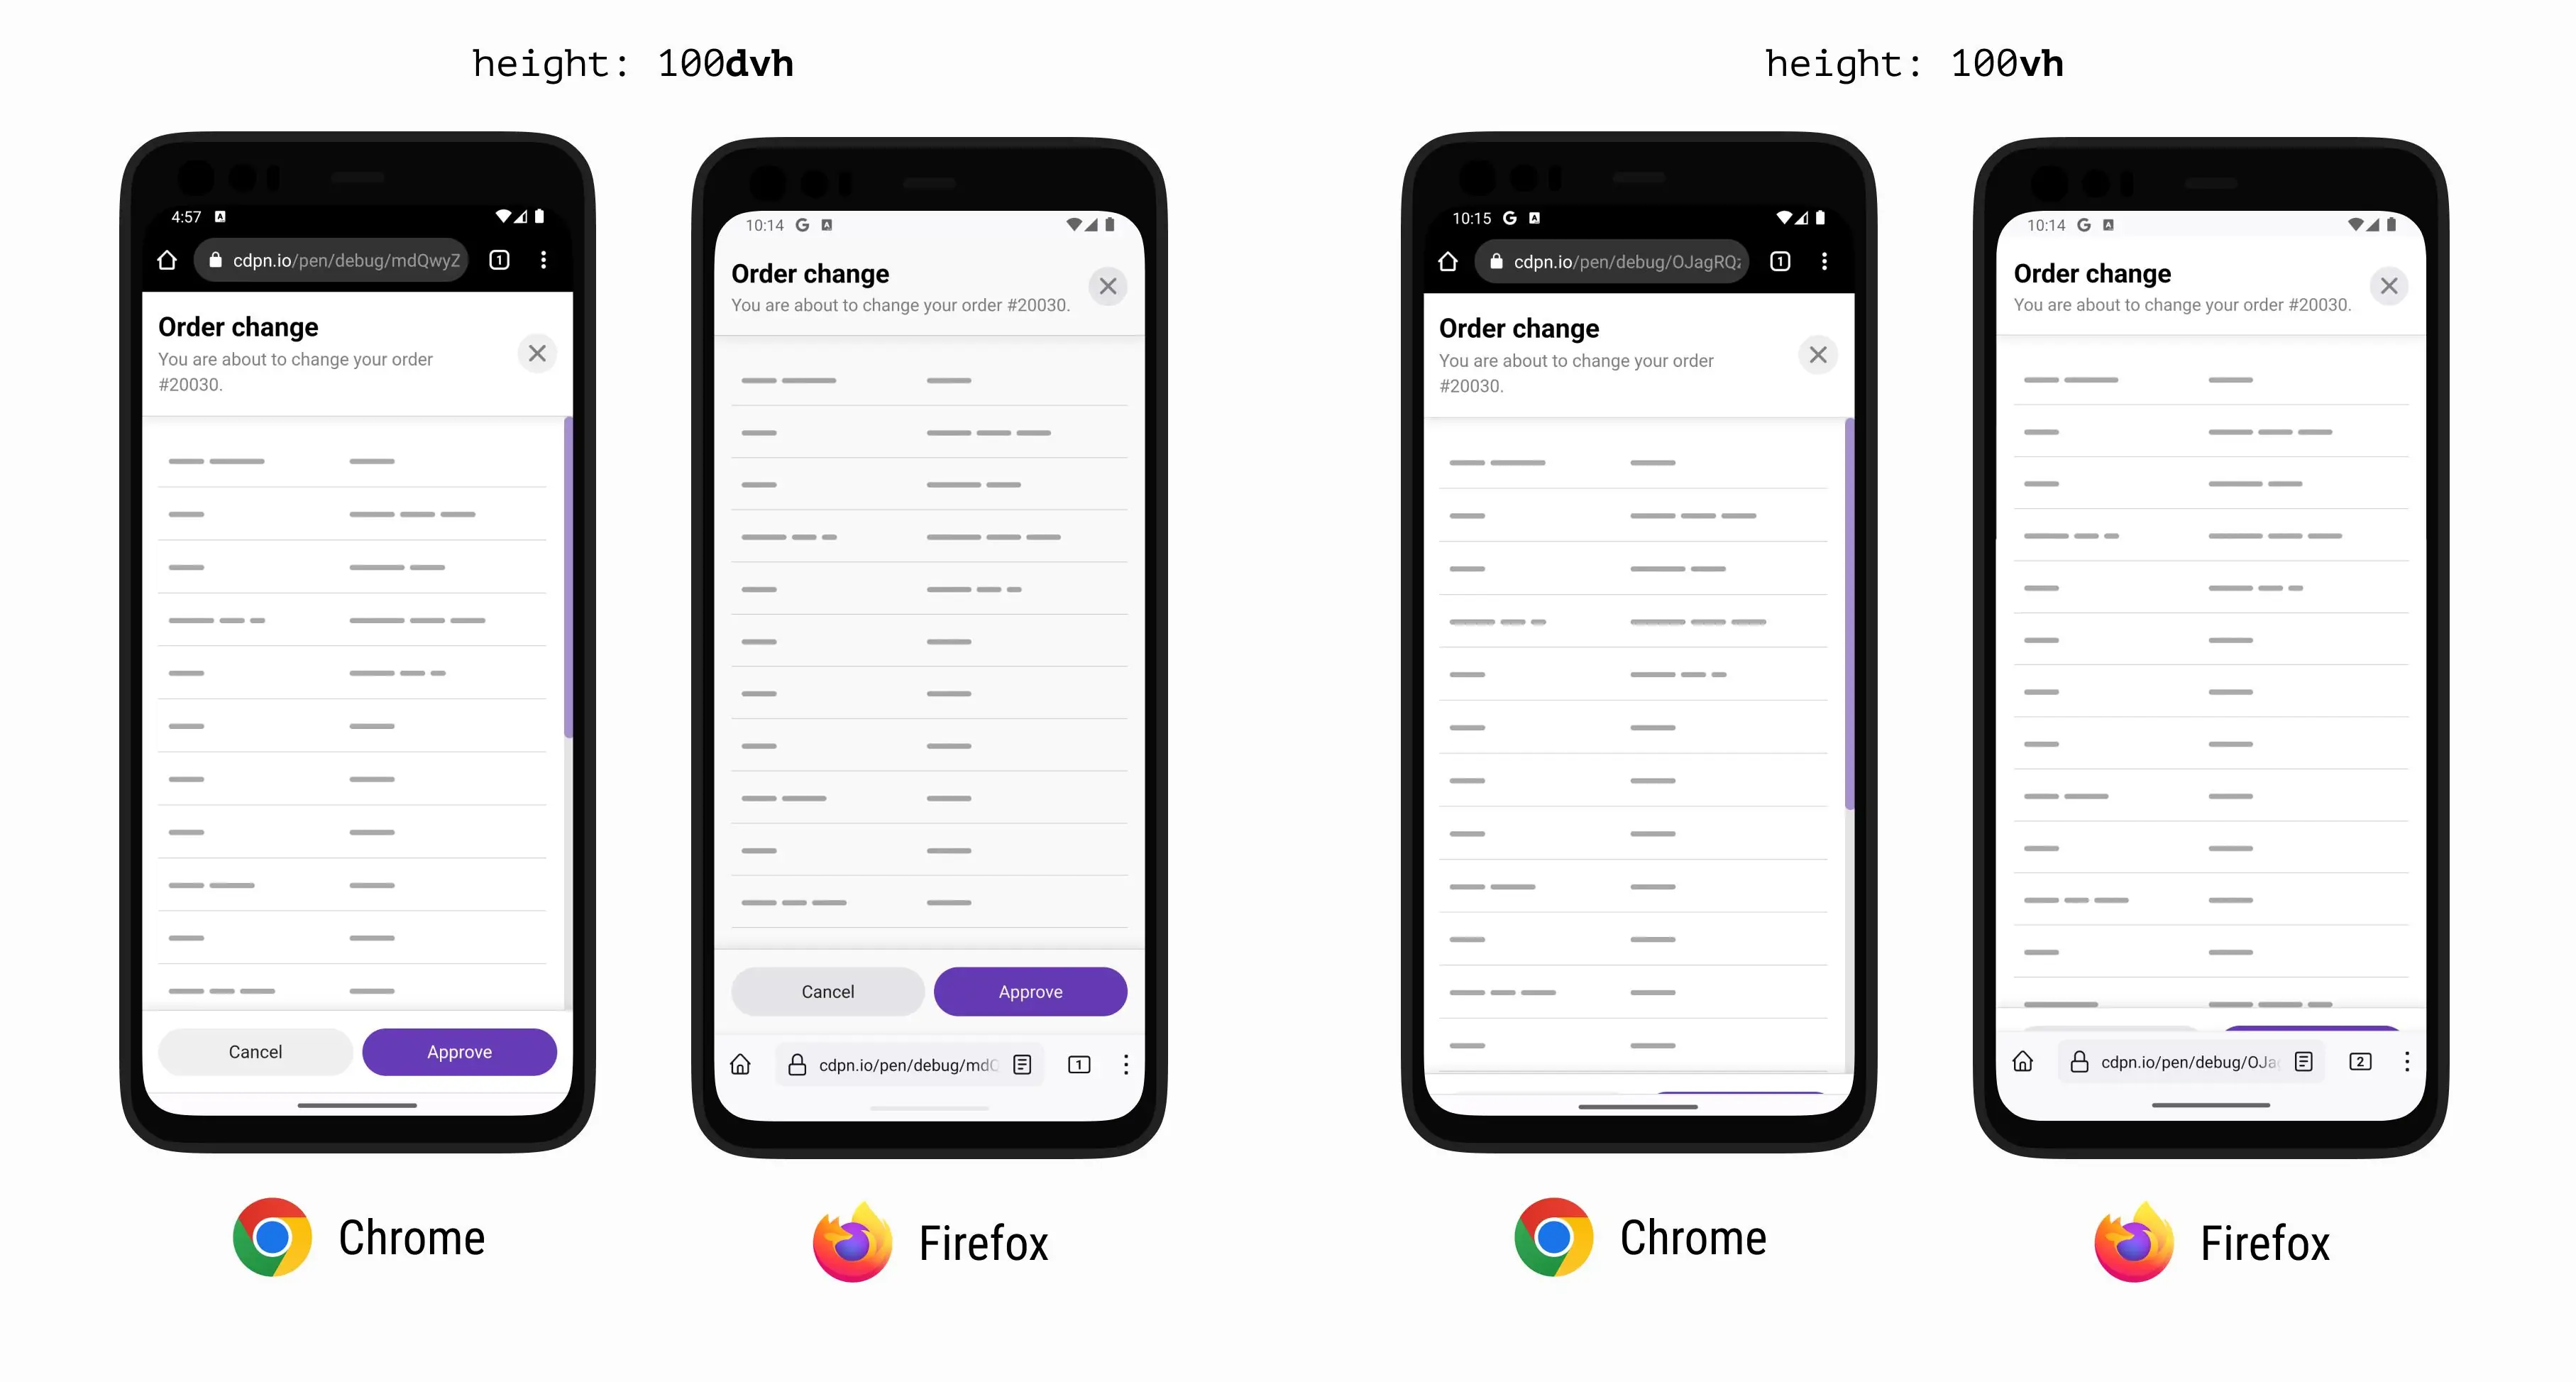 height: 100dvh
height: 100vh
4:57
cdpn.io/pen/debug/mdQwyZ
1
Order change
You are about to change your order
#20030.
Cancel
Approve
Chrome
10:14
Order change
You are about to change your order #20030.
Cancel
Approve
cdpn.io/pen/debug/mdQ
1
Firefox
10:15
cdpn.io/pen/debug/OJagRQ
1
Order change
You are about to change your order
#20030.
Chrome
10:14
Order change
You are about to change your order #20030.
cdpn.io/pen/debug/OJa
2
Firefox